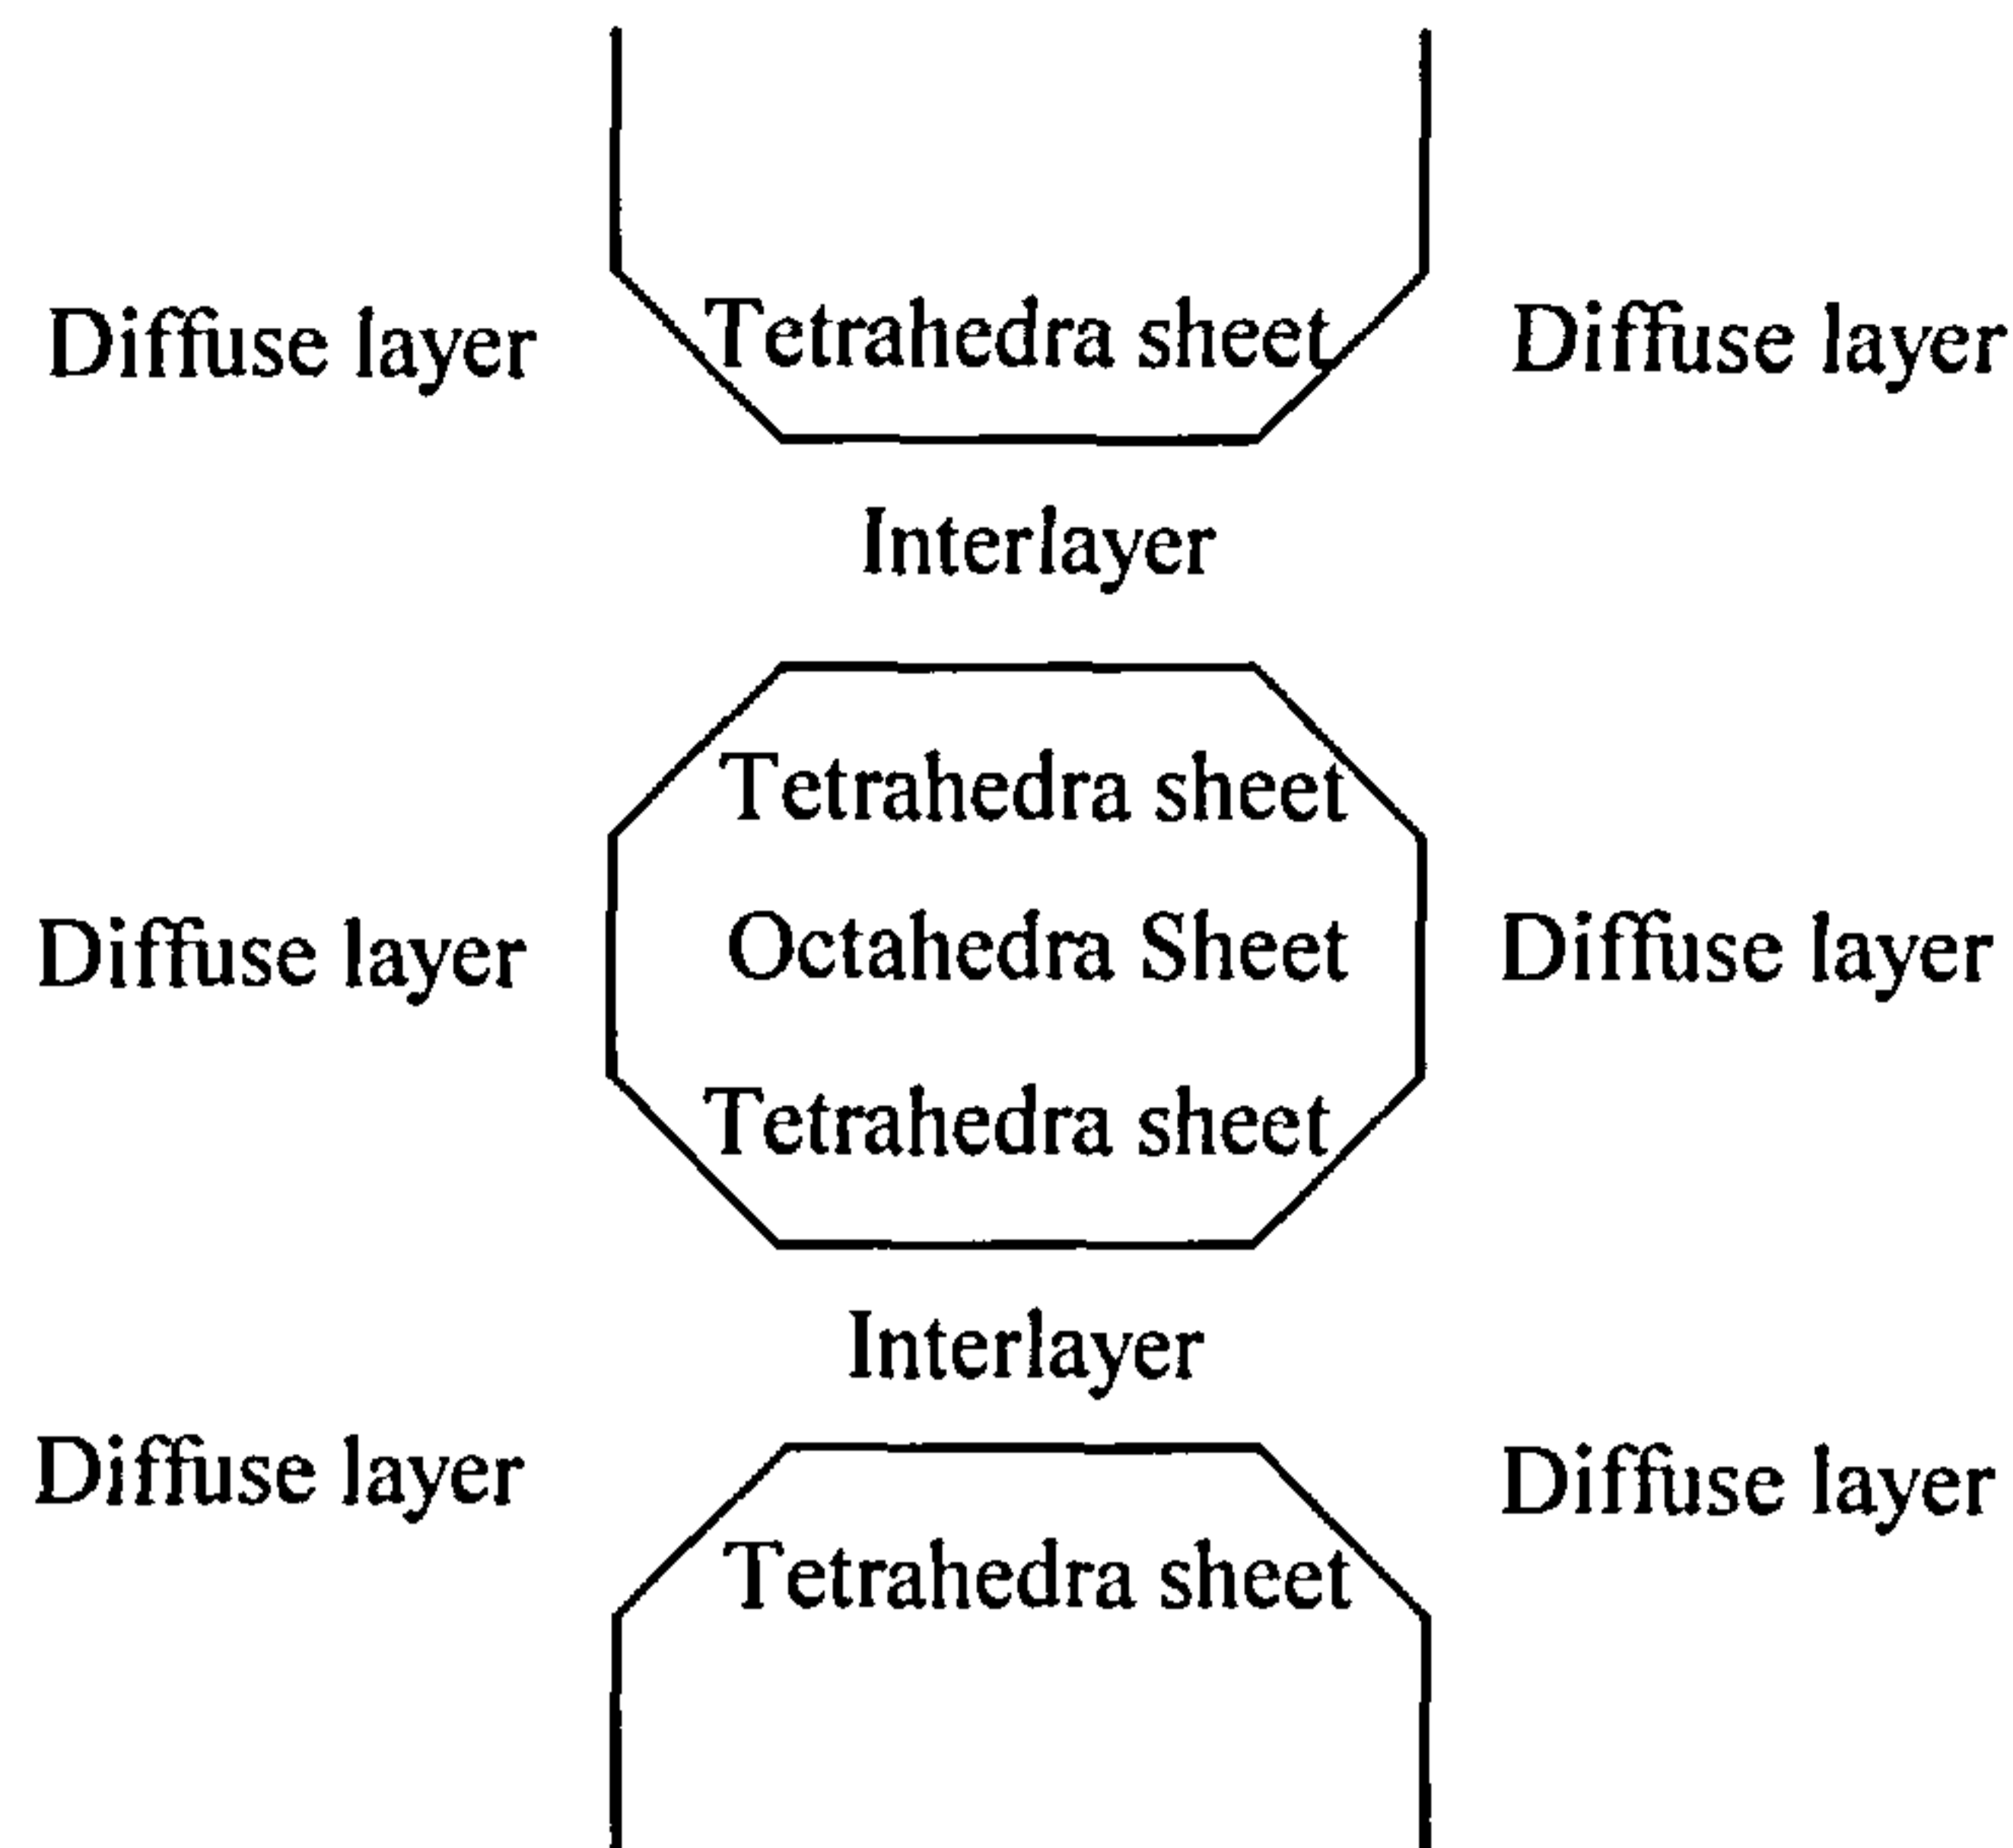 Diffuse layer Tetrahedra sheet Diffuse layer
Interlayer
Tetrahedra sheet
Diffuse layer Octahedra Sheet Diffuse layer
Tetrahedra sheet
Interlayer
Diffuse layer Diffuse layer
Tetrahedra sheet